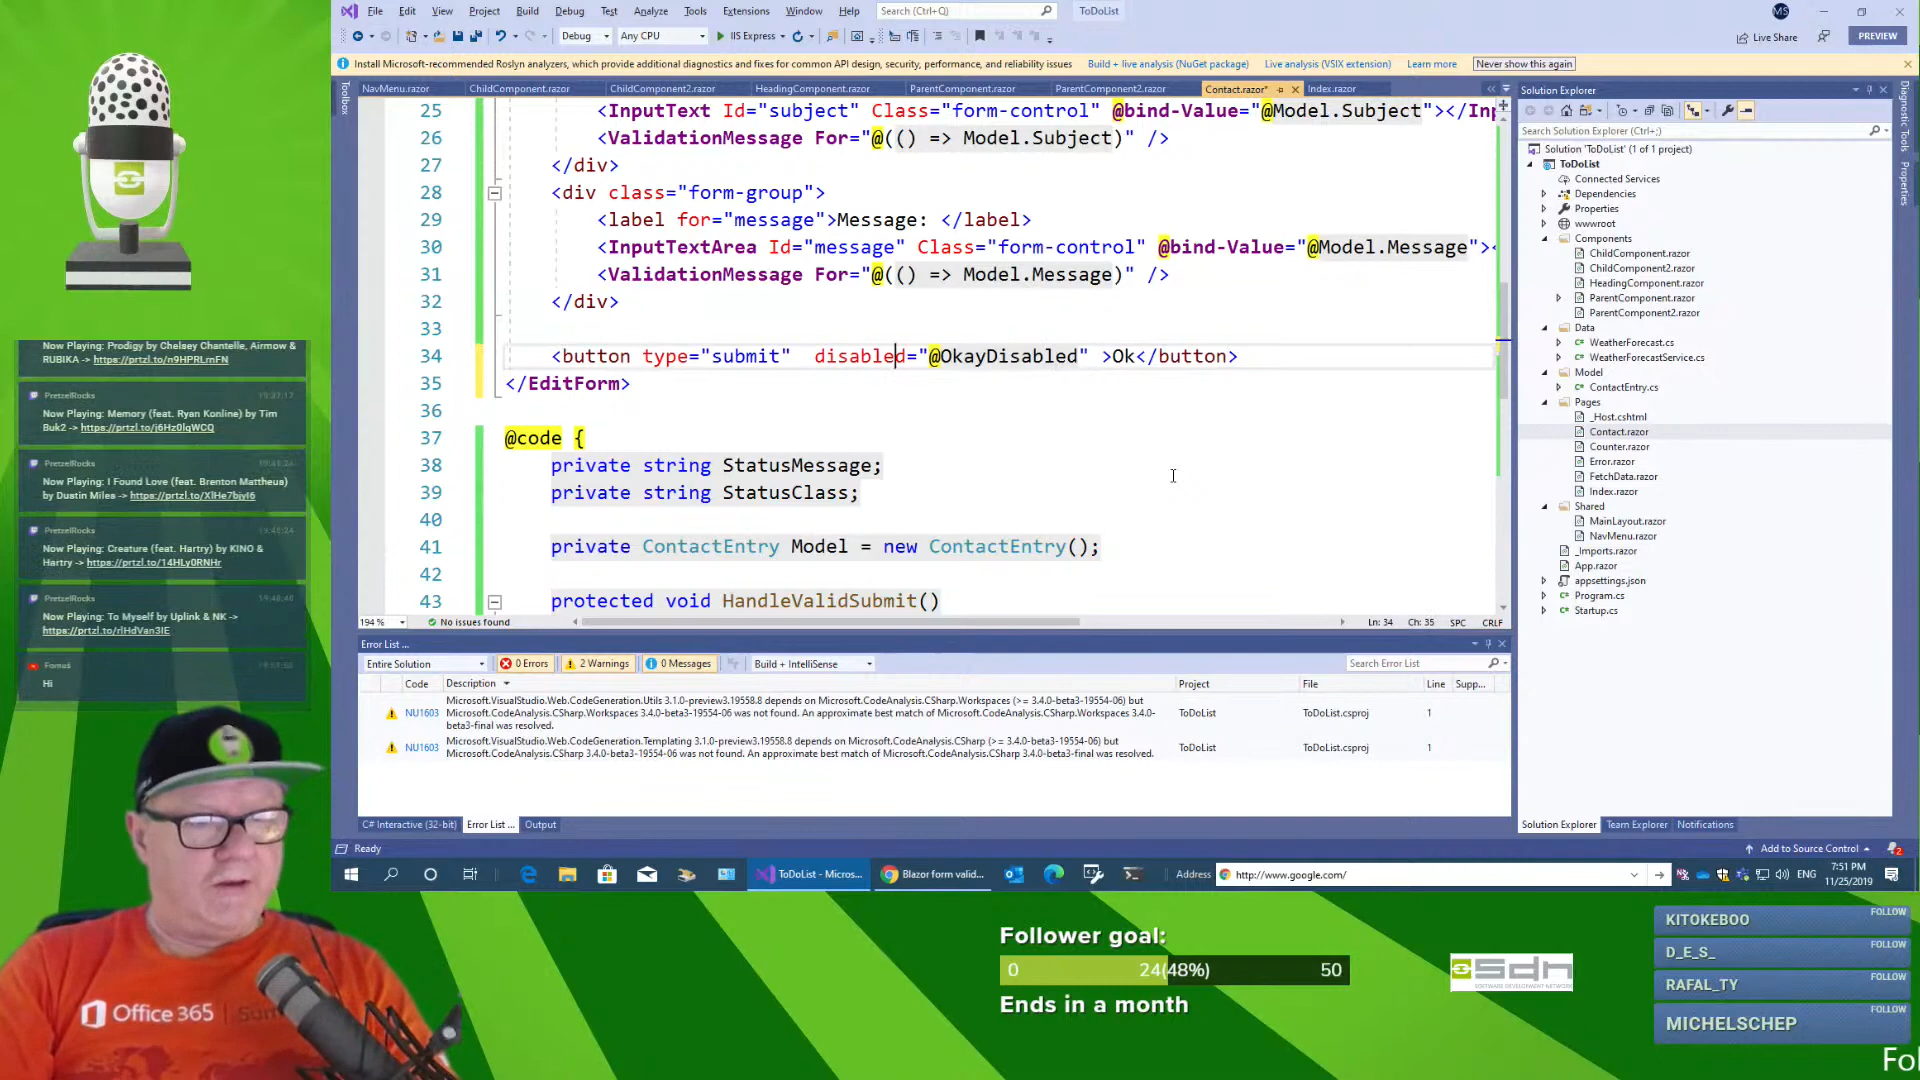 File Edit View Project Build Debug Test Analyze Tools Extensions Window Help Search (Ctrl+Q) ToDoList MS
Debug Any CPU IIS Express Live Share PREVIEW
Install Microsoft-recommended Roslyn analyzers, which provide additional diagnostics and fixes for common API design, security, performance, and reliability issues Build + live analysis (NuGet package) Live analysis (VSIX extension) Learn more Never show this again
NavMenu.razor ChildComponent.razor ChildComponent2.razor HeadingComponent.razor ParentComponent.razor ParentComponent2.razor Contact.razor* Index.razor
Toolbox
25 <InputText Id="subject" Class="form-control" @bind-Value="@Model.Subject"></Inp
26 <ValidationMessage For="@(() => Model.Subject)" />
27 </div>
28 <div class="form-group">
29 <label for="message">Message: </label>
30 <InputTextArea Id="message" Class="form-control" @bind-Value="@Model.Message"><
31 <ValidationMessage For="@(() => Model.Message)" />
32 </div>
33
34 <button type="submit"  disabled="@OkayDisabled" >Ok</button>
35 </EditForm>
36
37 @code {
38 private string StatusMessage;
39 private string StatusClass;
40
41 private ContactEntry Model = new ContactEntry();
42
43 protected void HandleValidSubmit()
194 % No issues found Ln: 34 Ch: 35 SPC CRLF
Error List ...
Entire Solution 0 Errors 2 Warnings 0 Messages Build + IntelliSense Search Error List
Code Description Project File Line Supp...
NU1603 Microsoft.VisualStudio.Web.CodeGeneration.Utils 3.1.0-preview3.19558.8 depends on Microsoft.CodeAnalysis.CSharp.Workspaces (>= 3.4.0-beta3-19554-06) but
Microsoft.CodeAnalysis.CSharp.Workspaces 3.4.0-beta3-19554-06 was not found. An approximate best match of Microsoft.CodeAnalysis.CSharp.Workspaces 3.4.0-
beta3-final was resolved.
ToDoList ToDoList.csproj 1
NU1603 Microsoft.VisualStudio.Web.CodeGeneration.Templating 3.1.0-preview3.19558.8 depends on Microsoft.CodeAnalysis.CSharp (>= 3.4.0-beta3-19554-06) but
Microsoft.CodeAnalysis.CSharp 3.4.0-beta3-19554-06 was not found. An approximate best match of Microsoft.CodeAnalysis.CSharp 3.4.0-beta3-final was resolved.
ToDoList ToDoList.csproj 1
C# Interactive (32-bit) Error List ... Output
Ready Add to Source Control 2
Solution Explorer
Search Solution Explorer (Ctrl+;)
Solution 'ToDoList' (1 of 1 project)
ToDoList
Connected Services
Dependencies
Properties
wwwroot
Components
ChildComponent.razor
ChildComponent2.razor
HeadingComponent.razor
ParentComponent.razor
ParentComponent2.razor
Data
WeatherForecast.cs
WeatherForecastService.cs
Model
ContactEntry.cs
Pages
_Host.cshtml
Contact.razor
Counter.razor
Error.razor
FetchData.razor
Index.razor
Shared
MainLayout.razor
NavMenu.razor
_Imports.razor
App.razor
appsettings.json
Program.cs
Startup.cs
Solution Explorer Team Explorer Notifications
Diagnostic Tools
Properties
ToDoList - Micros... Blazor form valid... Address http://www.google.com/ ENG 7:51 PM
11/25/2019
Now Playing: Prodigy by Chelsey Chantelle, Airmow &
RUBIKA -> https://prtzl.to/n9HPRLrnFN
PretzelRocks 19:37:17
Now Playing: Memory (feat. Ryan Konline) by Tim
Buk2 -> https://prtzl.to/j6Hz0lqWCQ
PretzelRocks
Now Playing: I Found Love (feat. Brenton Mattheus)
by Dustin Miles -> https://prtzl.to/XlHe7bjvI6
PretzelRocks
Now Playing: Creature (feat. Hartry) by KINO &
Hartry -> https://prtzl.to/14HLy0RNHr
PretzelRocks
Now Playing: To Myself by Uplink & NK ->
https://prtzl.to/rlHdVan3IE
Fomuš
Hi
Office 365 Sum
Follower goal:
0 24(48%) 50
Ends in a month
sdn
SOFTWARE DEVELOPMENT NETWORK
KITOKEBOO FOLLOW
D_E_S_ FOLLOW
RAFAL_TY FOLLOW
MICHELSCHEP FOLLOW
Fol